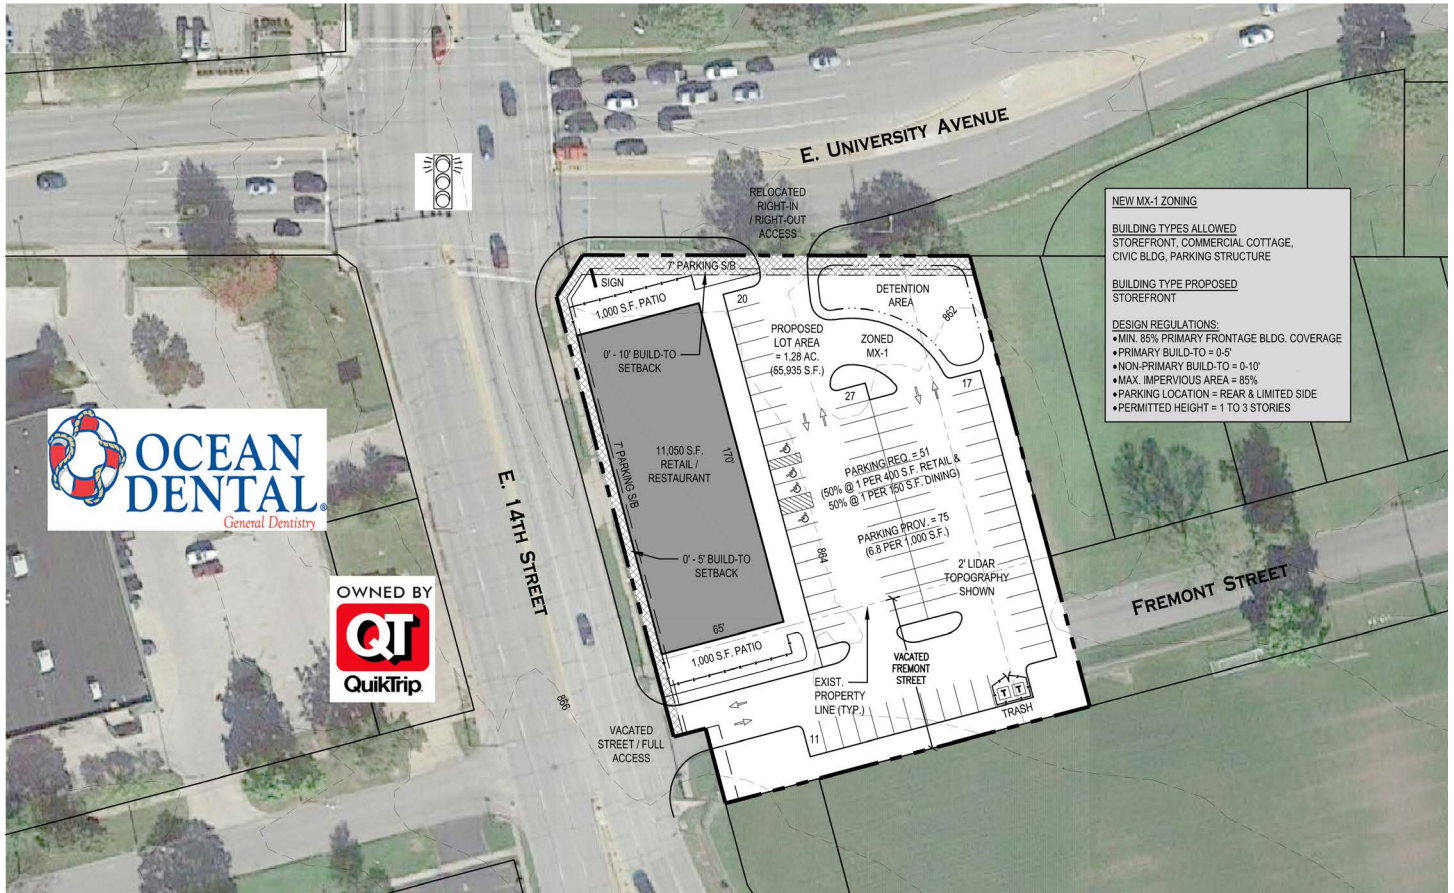 E. UNIVERSITY AVENUE
RELOCATED
RIGHT-IN
/ RIGHT-OUT
ACCESS
NEW MX-1 ZONING
BUILDING TYPES ALLOWED
STOREFRONT, COMMERCIAL COTTAGE,
CIVIC BLDG, PARKING STRUCTURE
BUILDING TYPE PROPOSED
STOREFRONT
DESIGN REGULATIONS:
•MIN. 85% PRIMARY FRONTAGE BLDG. COVERAGE
•PRIMARY BUILD-TO = 0-5'
•NON-PRIMARY BUILD-TO = 0-10'
•MAX. IMPERVIOUS AREA = 85%
•PARKING LOCATION = REAR & LIMITED SIDE
•PERMITTED HEIGHT = 1 TO 3 STORIES
7' PARKING S/B
SIGN
1,000 S.F. PATIO
20
DETENTION
AREA
862
PROPOSED
LOT AREA
= 1.28 AC.
(55,935 S.F.)
ZONED
MX-1
0' - 10' BUILD-TO
SETBACK
17
27
OCEAN
DENTAL®
General Dentistry
11,050 S.F.
RETAIL /
RESTAURANT
170'
7' PARKING S/B
PARKING REQ. = 51
(50% @ 1 PER 400 S.F. RETAIL &
50% @ 1 PER 150 S.F. DINING)
PARKING PROV. = 75
(6.8 PER 1,000 S.F.)
864
E. 14TH STREET
0' - 5' BUILD-TO
SETBACK
2' LIDAR
TOPOGRAPHY
SHOWN
FREMONT STREET
OWNED BY
QT
QuikTrip
65'
1,000 S.F. PATIO
VACATED
FREMONT
STREET
EXIST.
PROPERTY
LINE (TYP.)
T T
TRASH
866
11
VACATED
STREET / FULL
ACCESS